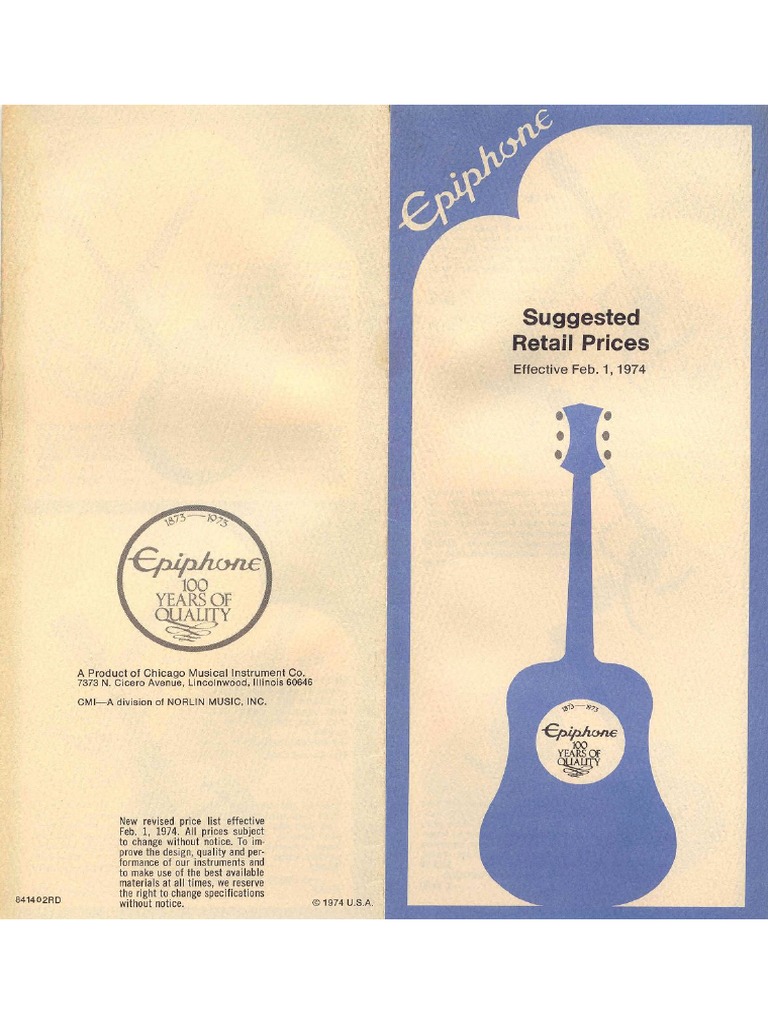 1873—1973
Epiphone
100
YEARS OF
QUALITY
A Product of Chicago Musical Instrument Co.
7373 N. Cicero Avenue, Lincolnwood, Illinois 60646
CMI—A division of NORLIN MUSIC, INC.
New revised price list effective
Feb. 1, 1974. All prices subject
to change without notice. To im-
prove the design, quality and per-
formance of our instruments and
to make use of the best available
materials at all times, we reserve
the right to change specifications
without notice.
841402RD
© 1974 U.S.A.
Epiphone
Suggested
Retail Prices
Effective Feb. 1, 1974
1873—1973
Epiphone
100
YEARS OF
QUALITY